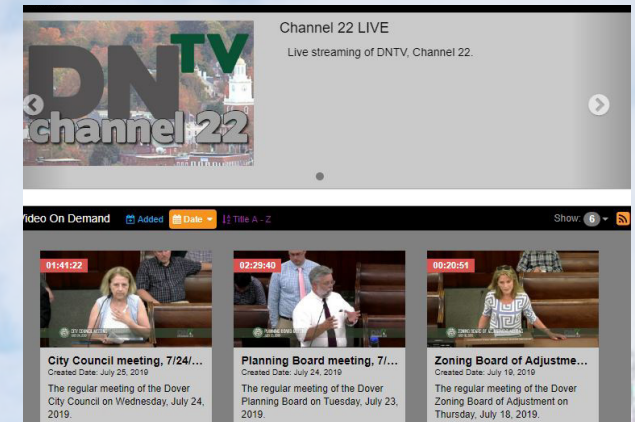 Channel 22 LIVE
Live streaming of DNTV, Channel 22.
DNTV
channel 22
Video On Demand Added Date Title A - Z Show: 6
01:41:22 02:29:40 00:20:51
City Council meeting, 7/24/...
Created Date: July 25, 2019
The regular meeting of the Dover
City Council on Wednesday, July 24,
2019.
Planning Board meeting, 7/...
Created Date: July 24, 2019
The regular meeting of the Dover
Planning Board on Tuesday, July 23,
2019.
Zoning Board of Adjustme...
Created Date: July 19, 2019
The regular meeting of the Dover
Zoning Board of Adjustment on
Thursday, July 18, 2019.